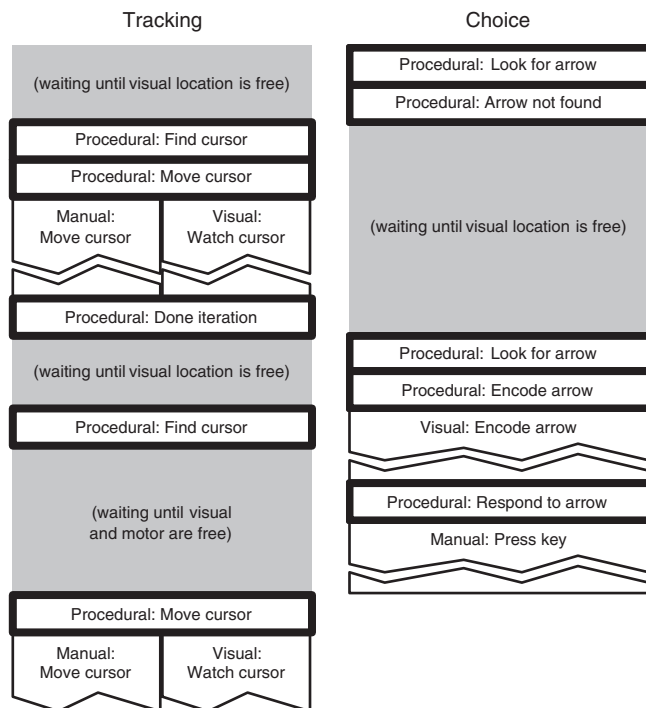 Tracking
(waiting until visual location is free)
Procedural: Find cursor
Procedural: Move cursor
Manual:
Move cursor
Visual:
Watch cursor
Procedural: Done iteration
(waiting until visual location is free)
Procedural: Find cursor
(waiting until visual
and motor are free)
Procedural: Move cursor
Manual:
Move cursor
Visual:
Watch cursor
Choice
Procedural: Look for arrow
Procedural: Arrow not found
(waiting until visual location is free)
Procedural: Look for arrow
Procedural: Encode arrow
Visual: Encode arrow
Procedural: Respond to arrow
Manual: Press key